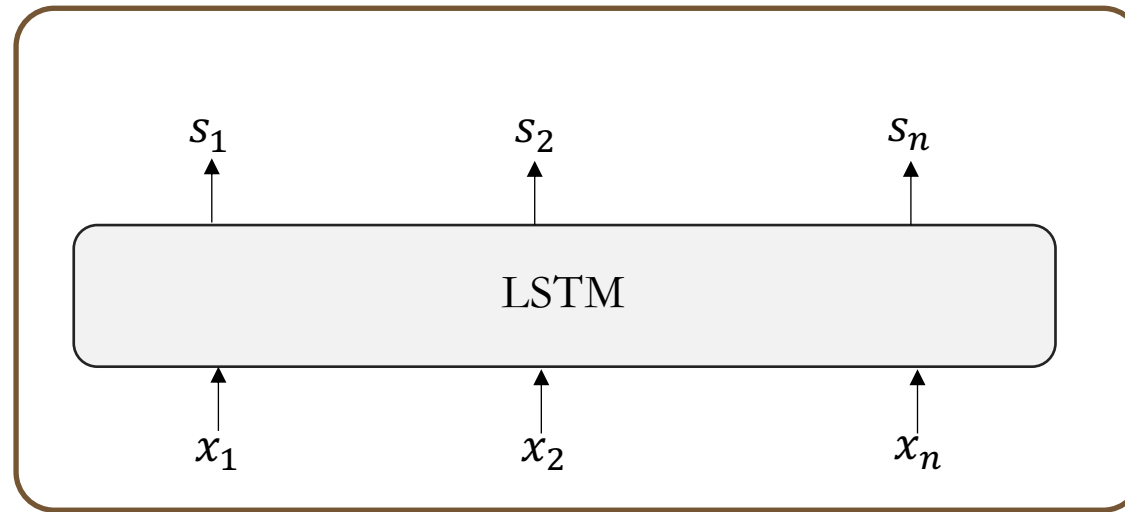 s₁ s₂ sₙ
LSTM
x₁ x₂ xₙ